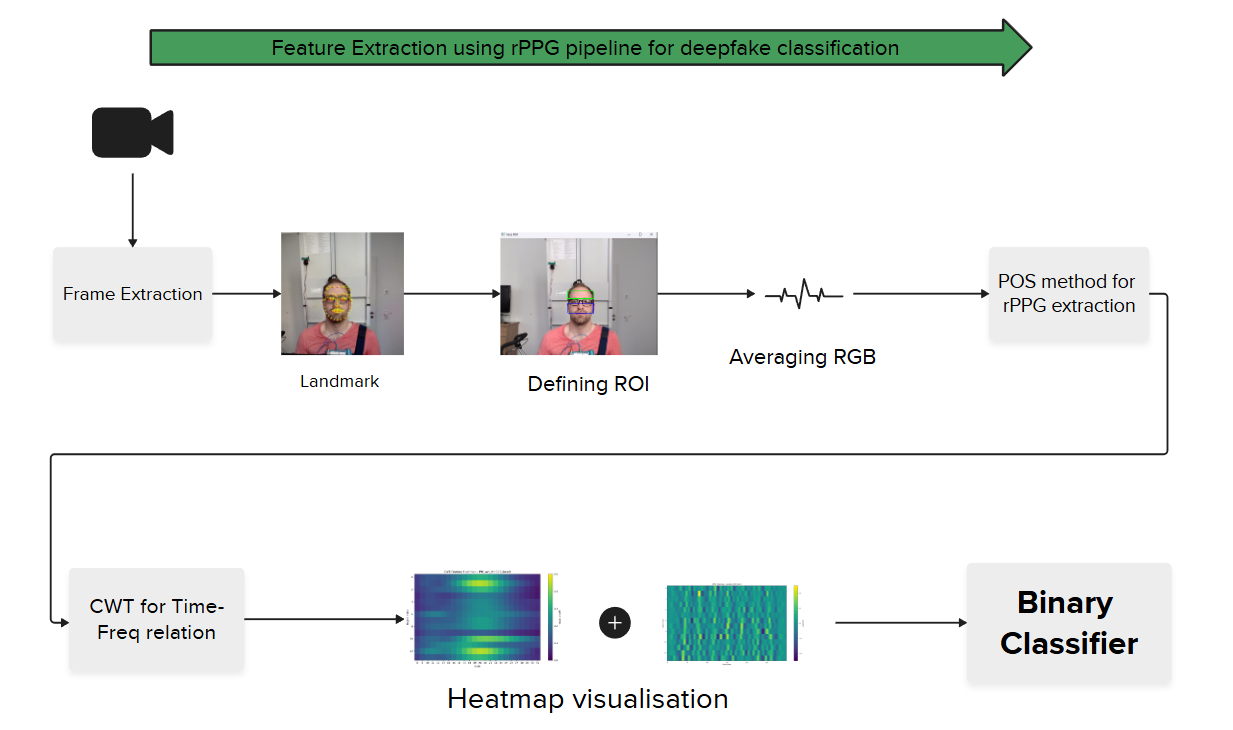 Feature Extraction using rPPG pipeline for deepfake classification
Frame Extraction
Landmark
Defining ROI
Averaging RGB
POS method for
rPPG extraction
CWT for Time-
Freq relation
Heatmap visualisation
Binary
Classifier